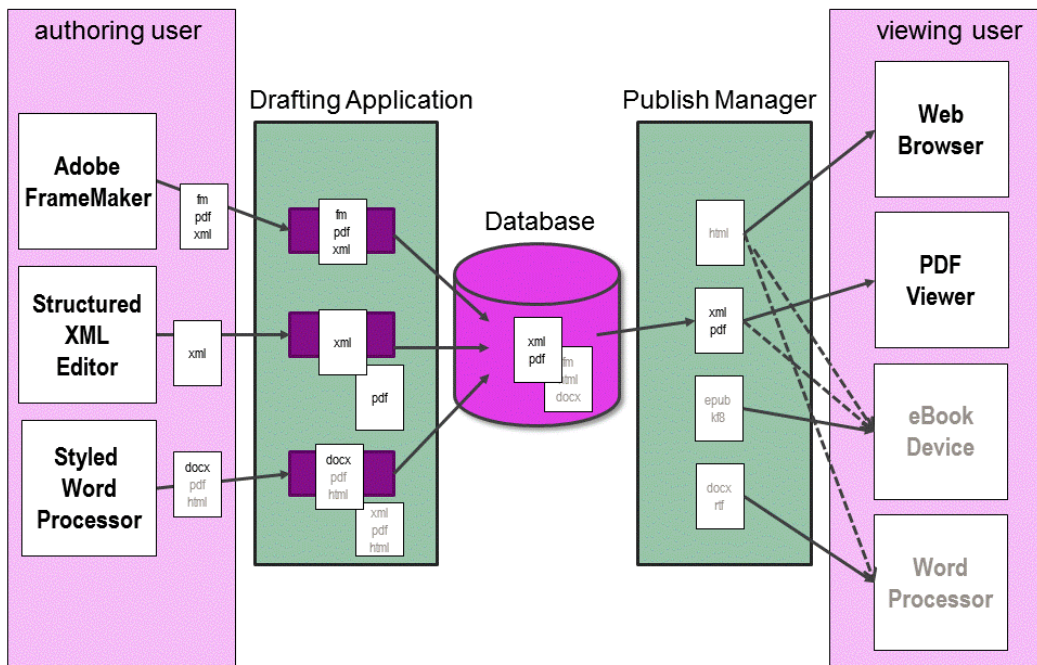 authoring user
viewing user
Drafting Application
Publish Manager
Database
Adobe
FrameMaker
fm
pdf
xml
fm
pdf
xml
Structured
XML
Editor
xml
xml
pdf
Styled
Word
Processor
docx
pdf
html
docx
pdf
html
xml
pdf
html
xml
pdf
fm
html
docx
html
xml
pdf
epub
kf8
docx
rtf
Web
Browser
PDF
Viewer
eBook
Device
Word
Processor